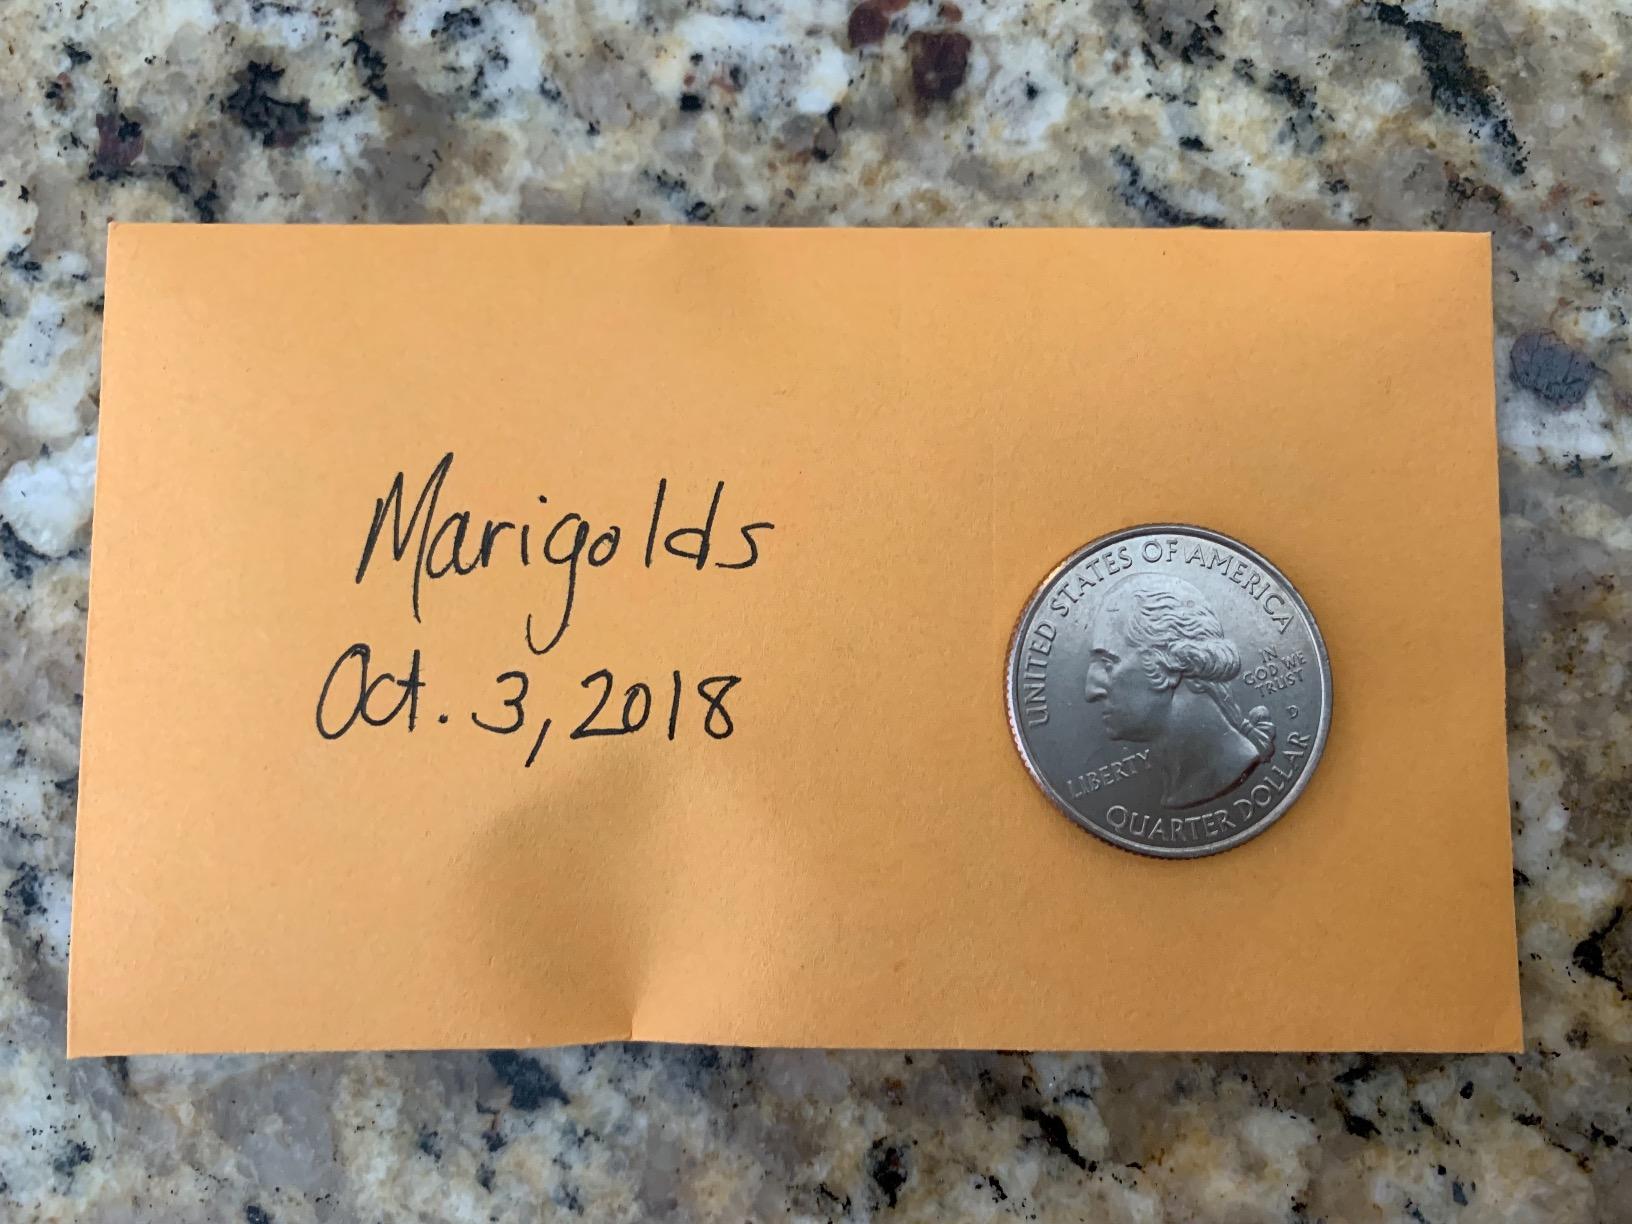 Marigolds
Oct. 3, 2018
UNITED STATES OF AMERICA
IN
GOD WE
TRUST
D
LIBERTY
QUARTER DOLLAR